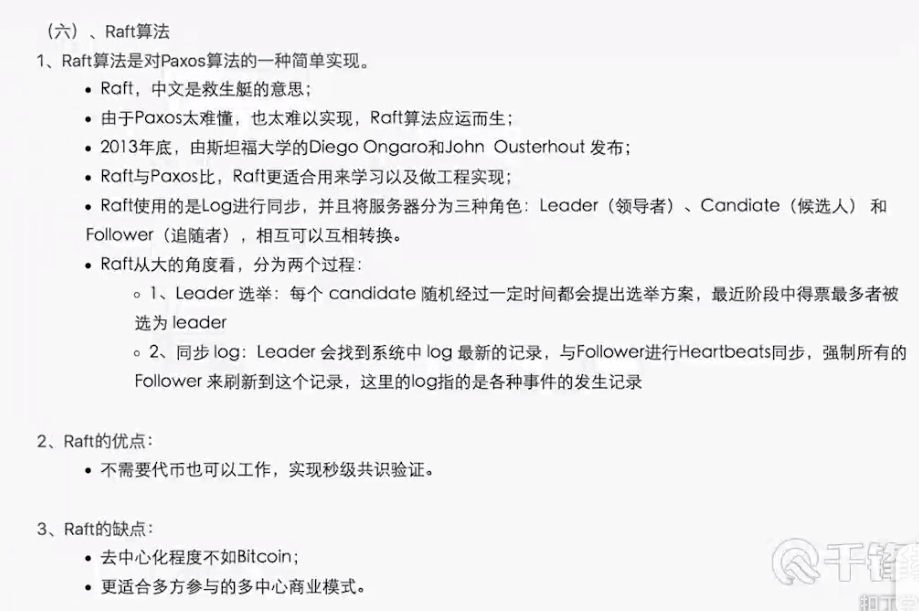 （六）、Raft算法
1、Raft算法是对Paxos算法的一种简单实现。
• Raft，中文是救生艇的意思；
• 由于Paxos太难懂，也太难以实现，Raft算法应运而生；
• 2013年底，由斯坦福大学的Diego Ongaro和John Ousterhout 发布；
• Raft与Paxos比，Raft更适合用来学习以及做工程实现；
• Raft使用的是Log进行同步，并且将服务器分为三种角色：Leader（领导者）、Candiate（候选人） 和
Follower（追随者），相互可以互相转换。
• Raft从大的角度看，分为两个过程：
◦ 1、Leader 选举：每个 candidate 随机经过一定时间都会提出选举方案，最近阶段中得票最多者被
选为 leader
◦ 2、同步 log：Leader 会找到系统中 log 最新的记录，与Follower进行Heartbeats同步，强制所有的
Follower 来刷新到这个记录，这里的log指的是各种事件的发生记录
2、Raft的优点：
• 不需要代币也可以工作，实现秒级共识验证。
3、Raft的缺点：
• 去中心化程度不如Bitcoin；
• 更适合多方参与的多中心商业模式。
千锋